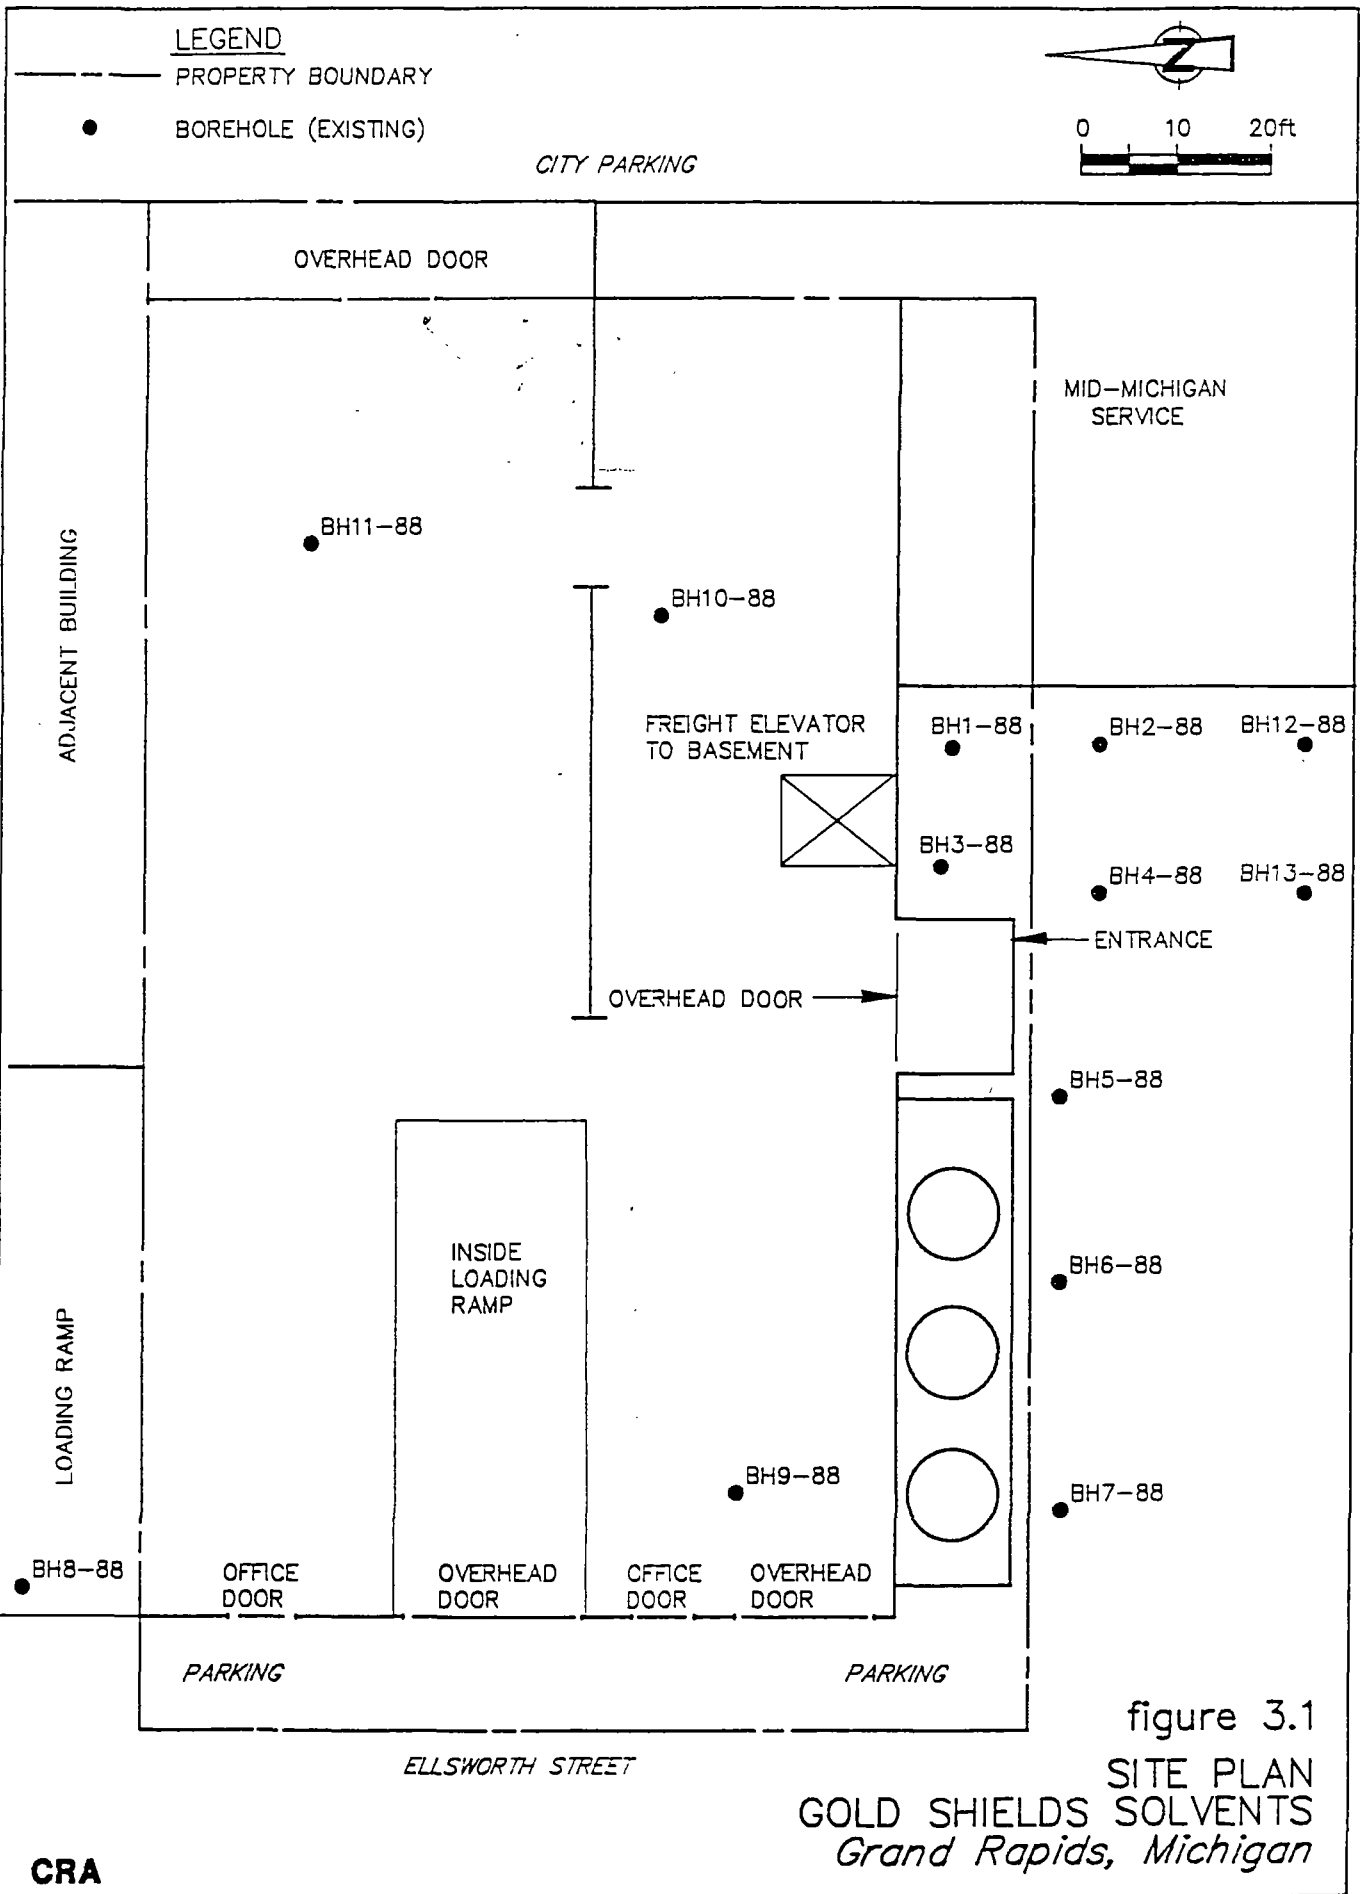 LEGEND
PROPERTY BOUNDARY
BOREHOLE (EXISTING)
N
0 10 20ft
CITY PARKING
OVERHEAD DOOR
MID-MICHIGAN
SERVICE
BH11-88
BH10-88
ADJACENT BUILDING
FREIGHT ELEVATOR
TO BASEMENT
BH1-88
BH2-88
BH12-88
BH3-88
BH4-88
BH13-88
ENTRANCE
OVERHEAD DOOR
BH5-88
INSIDE
LOADING
RAMP
BH6-88
LOADING RAMP
BH9-88
BH7-88
BH8-88
OFFICE
DOOR
OVERHEAD
DOOR
OFFICE
DOOR
OVERHEAD
DOOR
PARKING
PARKING
ELLSWORTH STREET
figure 3.1
SITE PLAN
GOLD SHIELDS SOLVENTS
Grand Rapids, Michigan
CRA